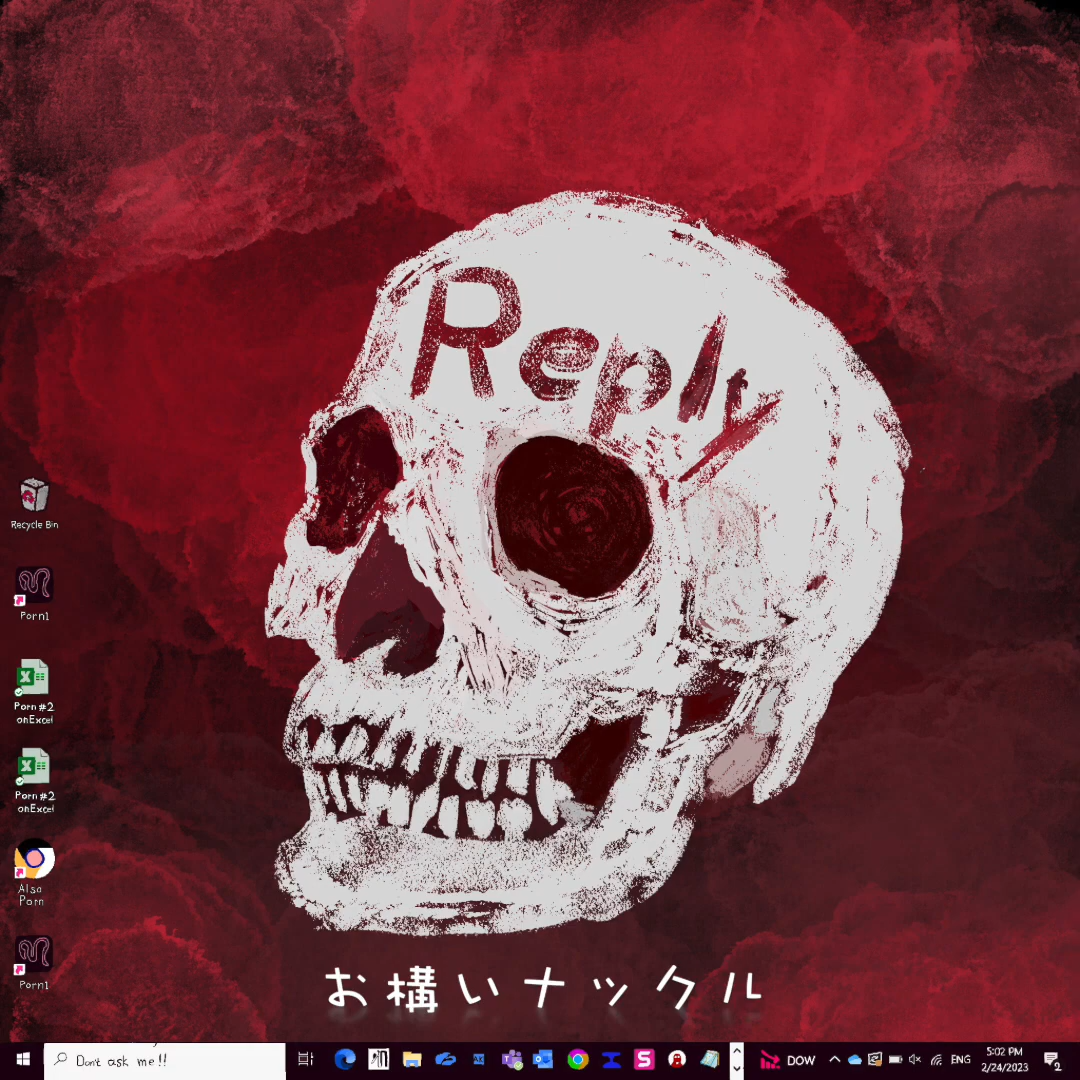 Reply
Recycle Bin
Porn1
Porn #2
onExcel
Porn #2
onExcel
Also
Porn
Porn1
お構いナックル
Don't ask me!!
DOW
ENG
5:02 PM
2/24/2023
2